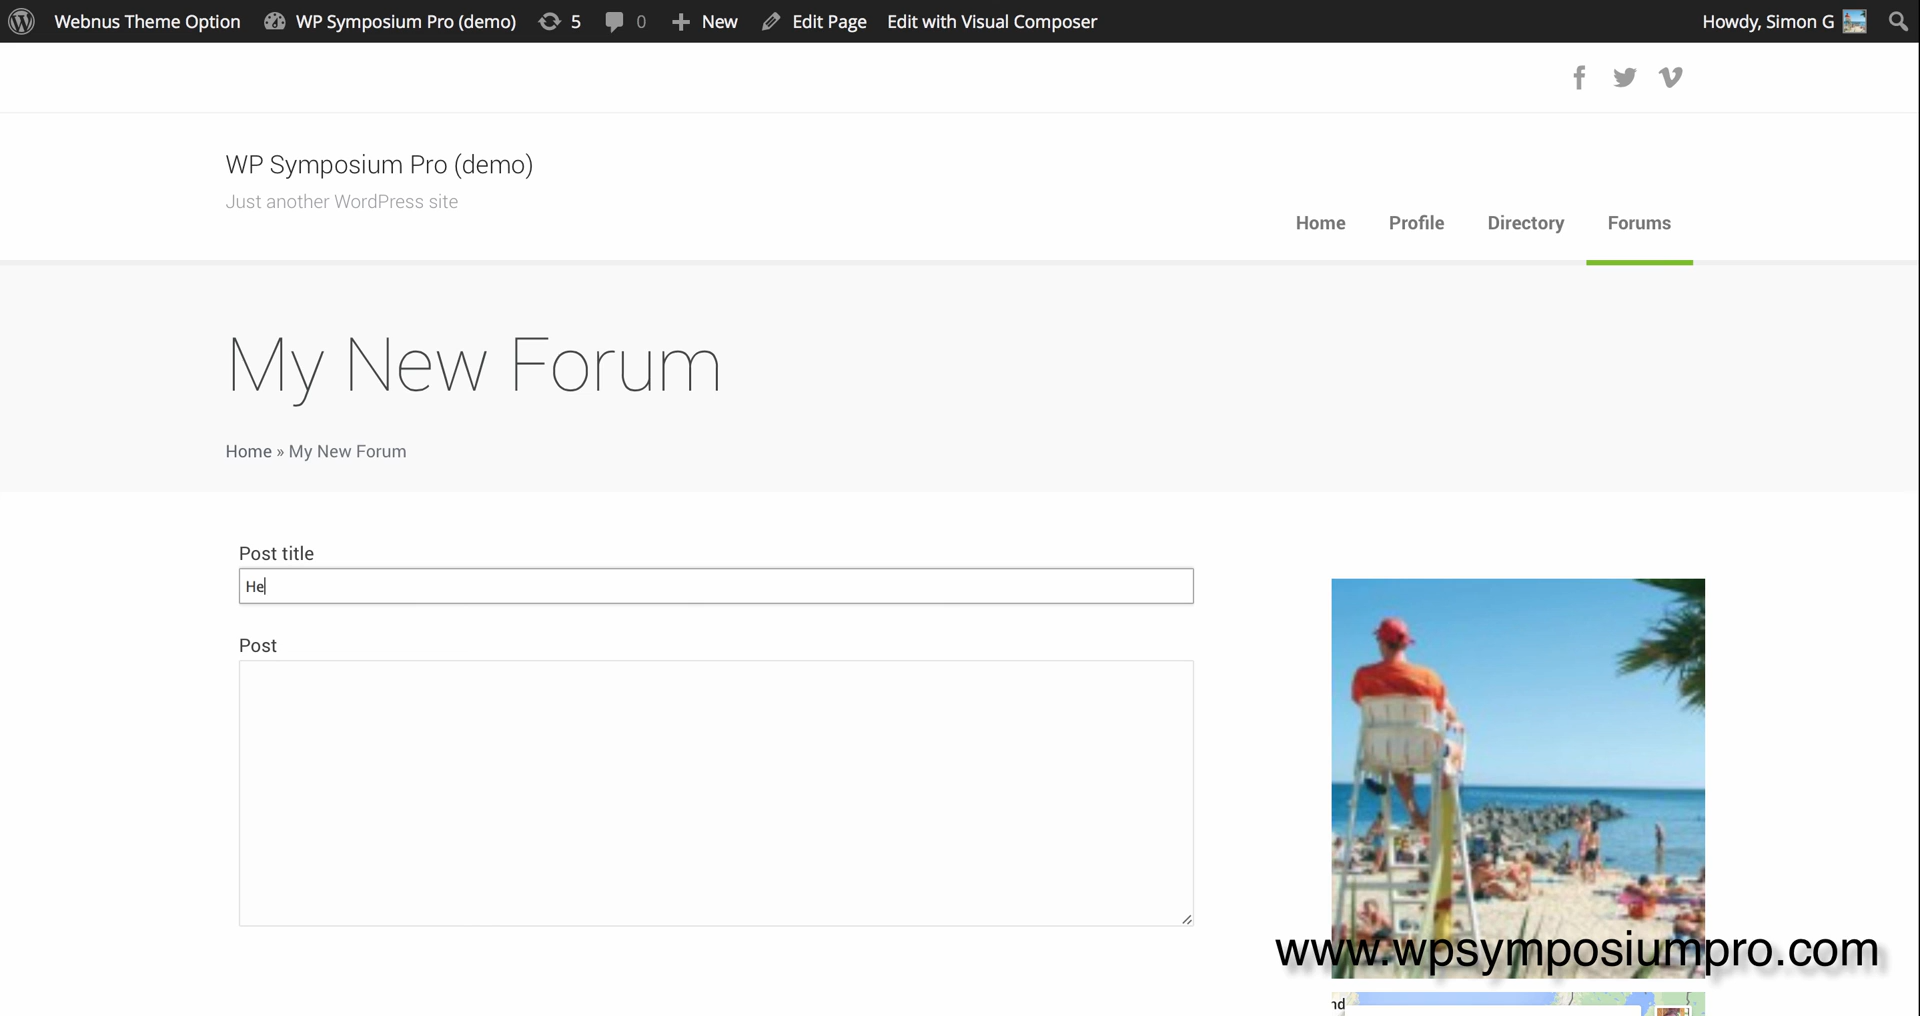 Webnus Theme Option WP Symposium Pro (demo) 5 0 New Edit Page Edit with Visual Composer Howdy, Simon G
WP Symposium Pro (demo)
Just another WordPress site
Home Profile Directory Forums
My New Forum
Home » My New Forum
Post title
He
Post
www.wpsymposiumpro.com
nd